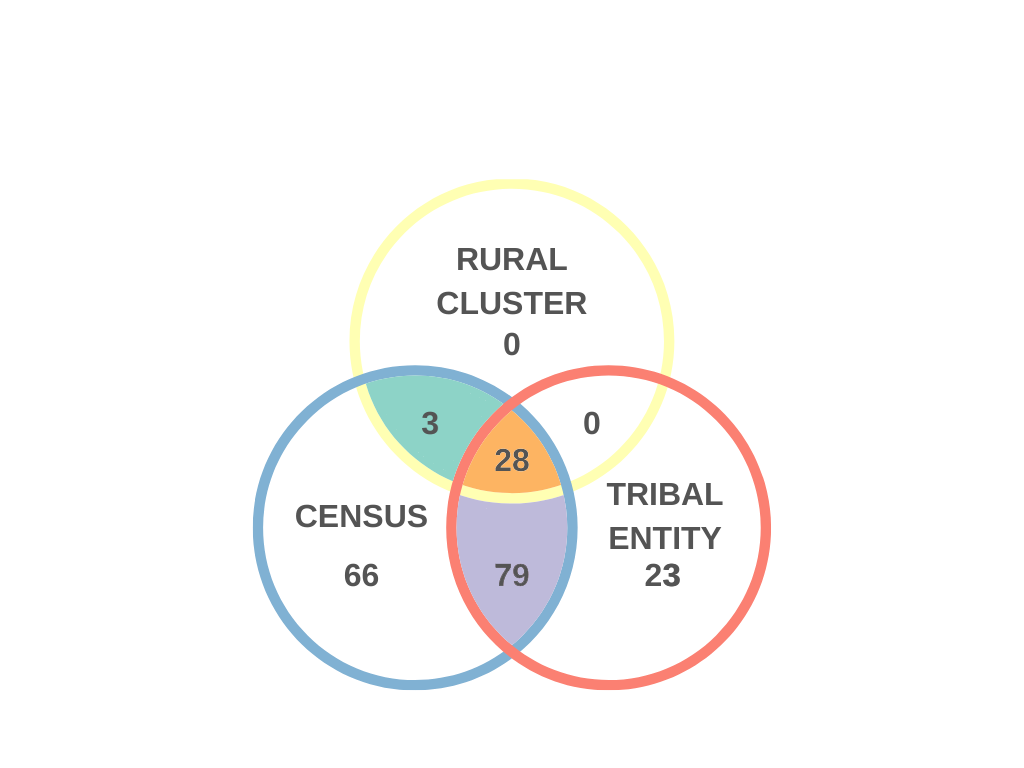 RURAL
CLUSTER
0
3
0
28
CENSUS
66
79
TRIBAL
ENTITY
23